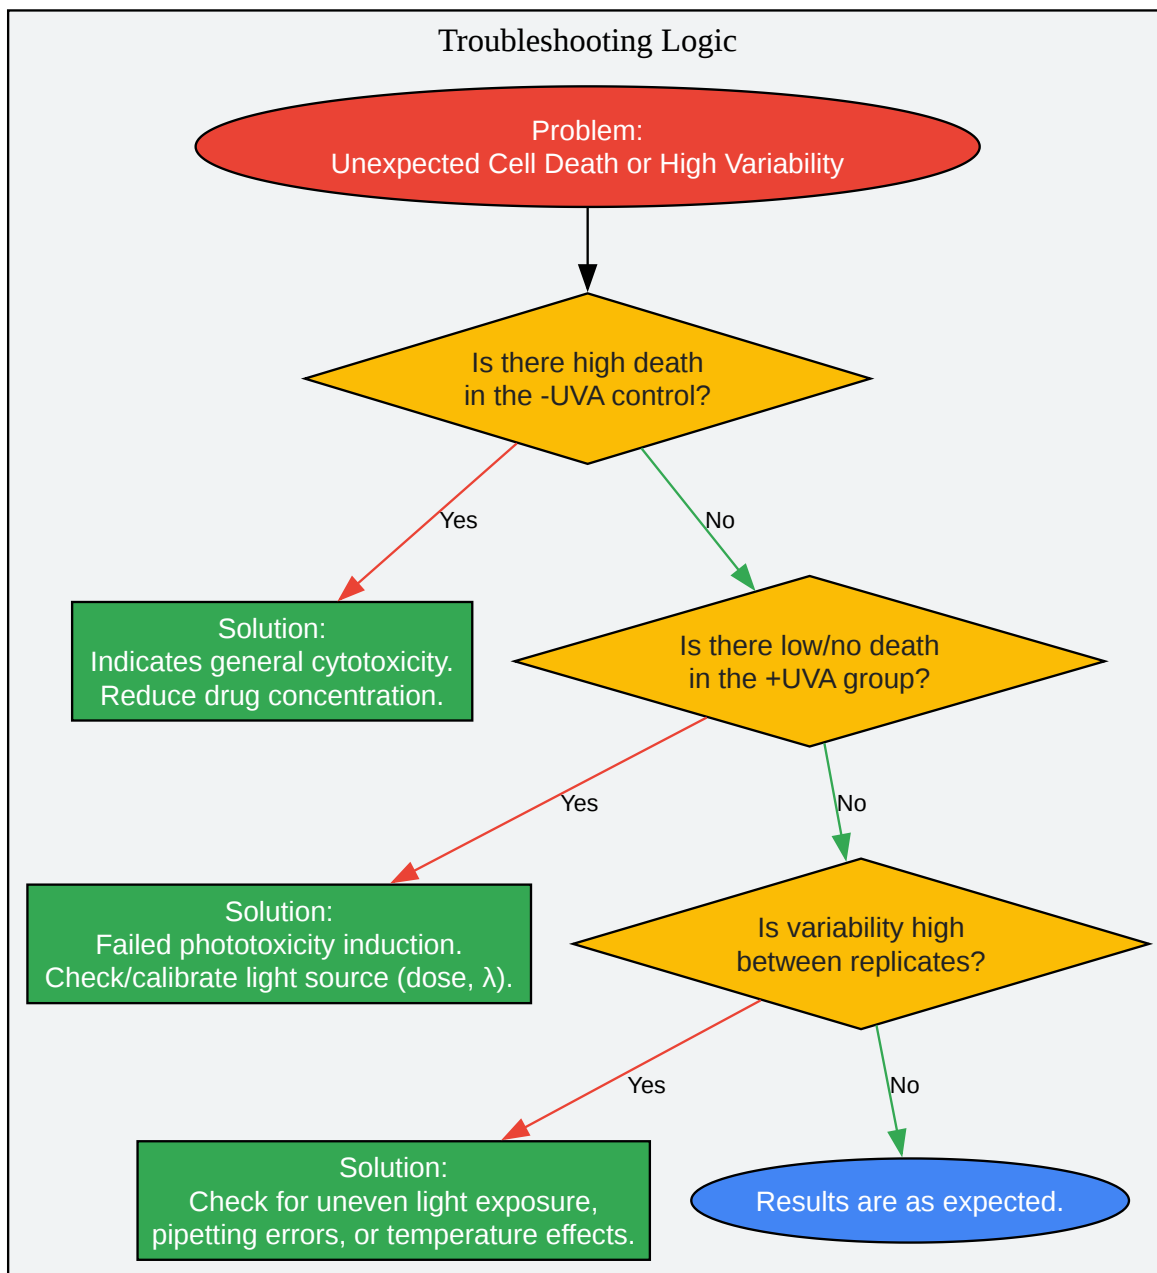 Troubleshooting Logic
Problem:
Unexpected Cell Death or High Variability
Is there high death
in the -UVA control?
Yes
No
Solution:
Indicates general cytotoxicity.
Reduce drug concentration.
Is there low/no death
in the +UVA group?
Yes
No
Solution:
Failed phototoxicity induction.
Check/calibrate light source (dose, λ).
Is variability high
between replicates?
Yes
No
Solution:
Check for uneven light exposure,
pipetting errors, or temperature effects.
Results are as expected.